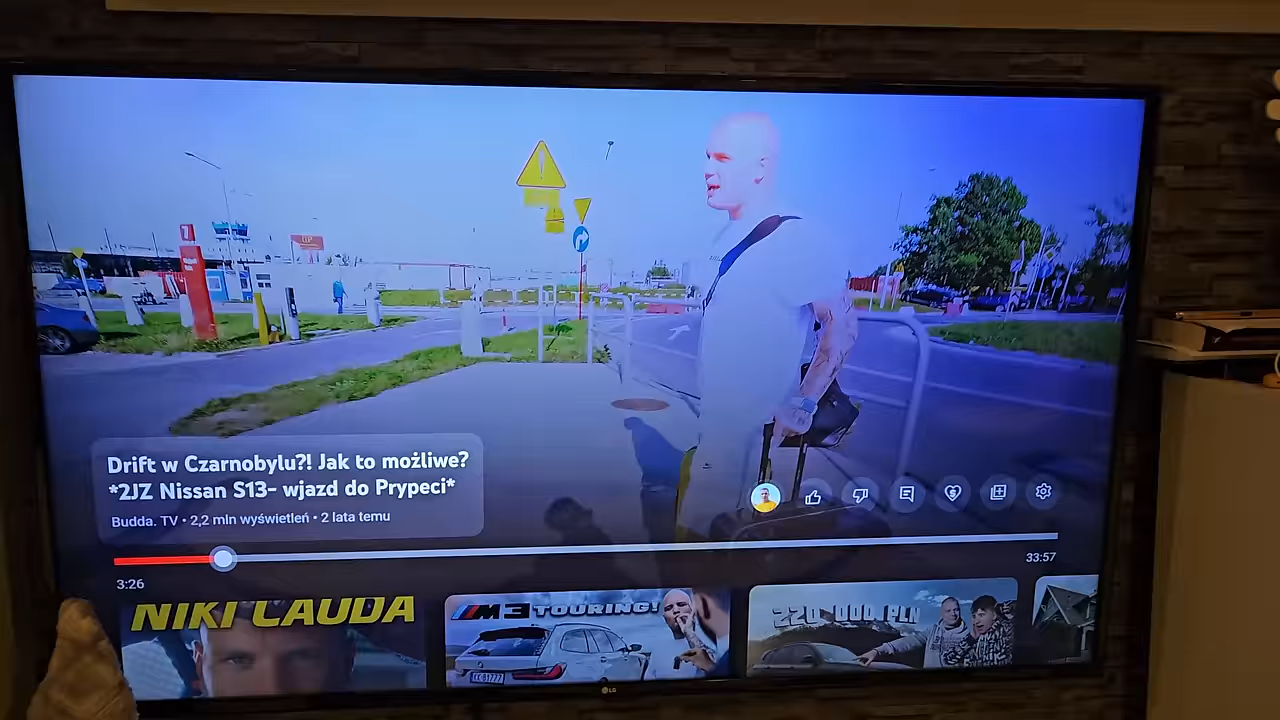 UP
Drift w Czarnobylu?! Jak to możliwe?
*2JZ Nissan S13- wjazd do Prypeci*
Budda. TV • 2,2 mln wyświetleń • 2 lata temu
3:26
33:57
NIKI LAUDA
M3 TOURING!
220 000 PLN
LG